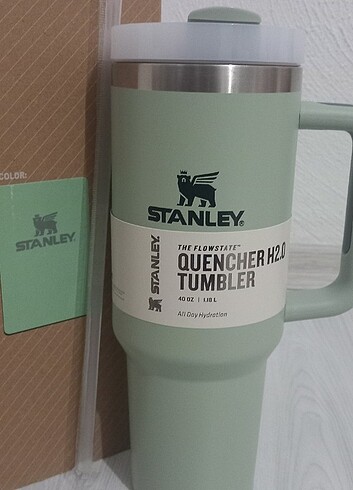 COLOR:
STANLEY
STANLEY®
STANLEY.
THE FLOWSTATE™
QUENCHER H2.0
TUMBLER
40 OZ | 1.18 L
All Day Hydration